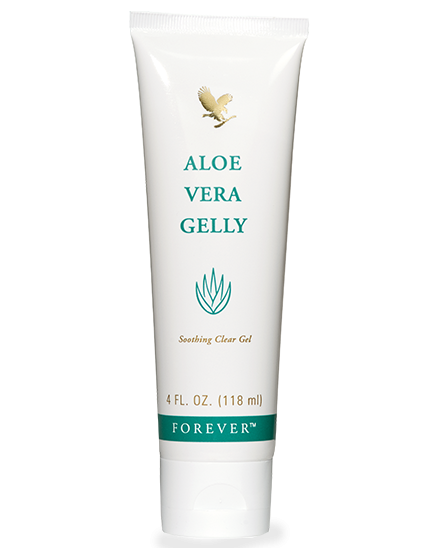 ALOE
VERA
GELLY
Soothing Clear Gel
4 FL. OZ. (118 ml)
FOREVER™